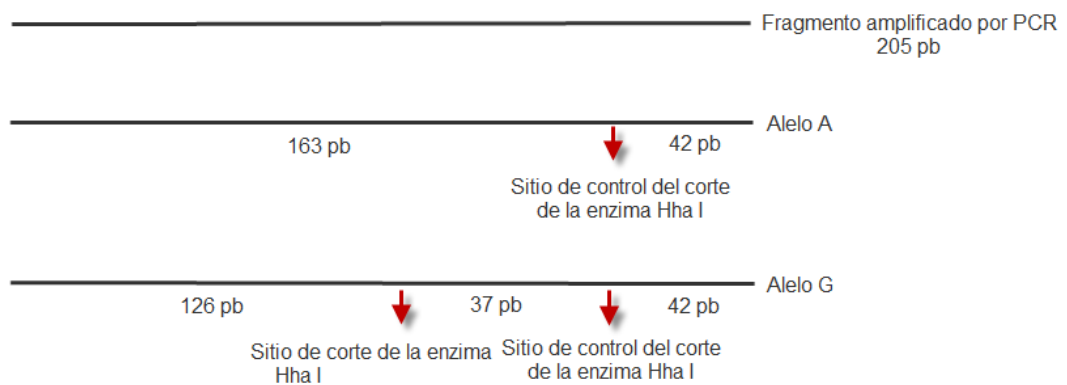 Fragmento amplificado por PCR
205 pb
Alelo A
163 pb
42 pb
Sitio de control del corte
de la enzima Hha I
Alelo G
126 pb
37 pb
42 pb
Sitio de corte de la enzima
Hha I
Sitio de control del corte
de la enzima Hha I